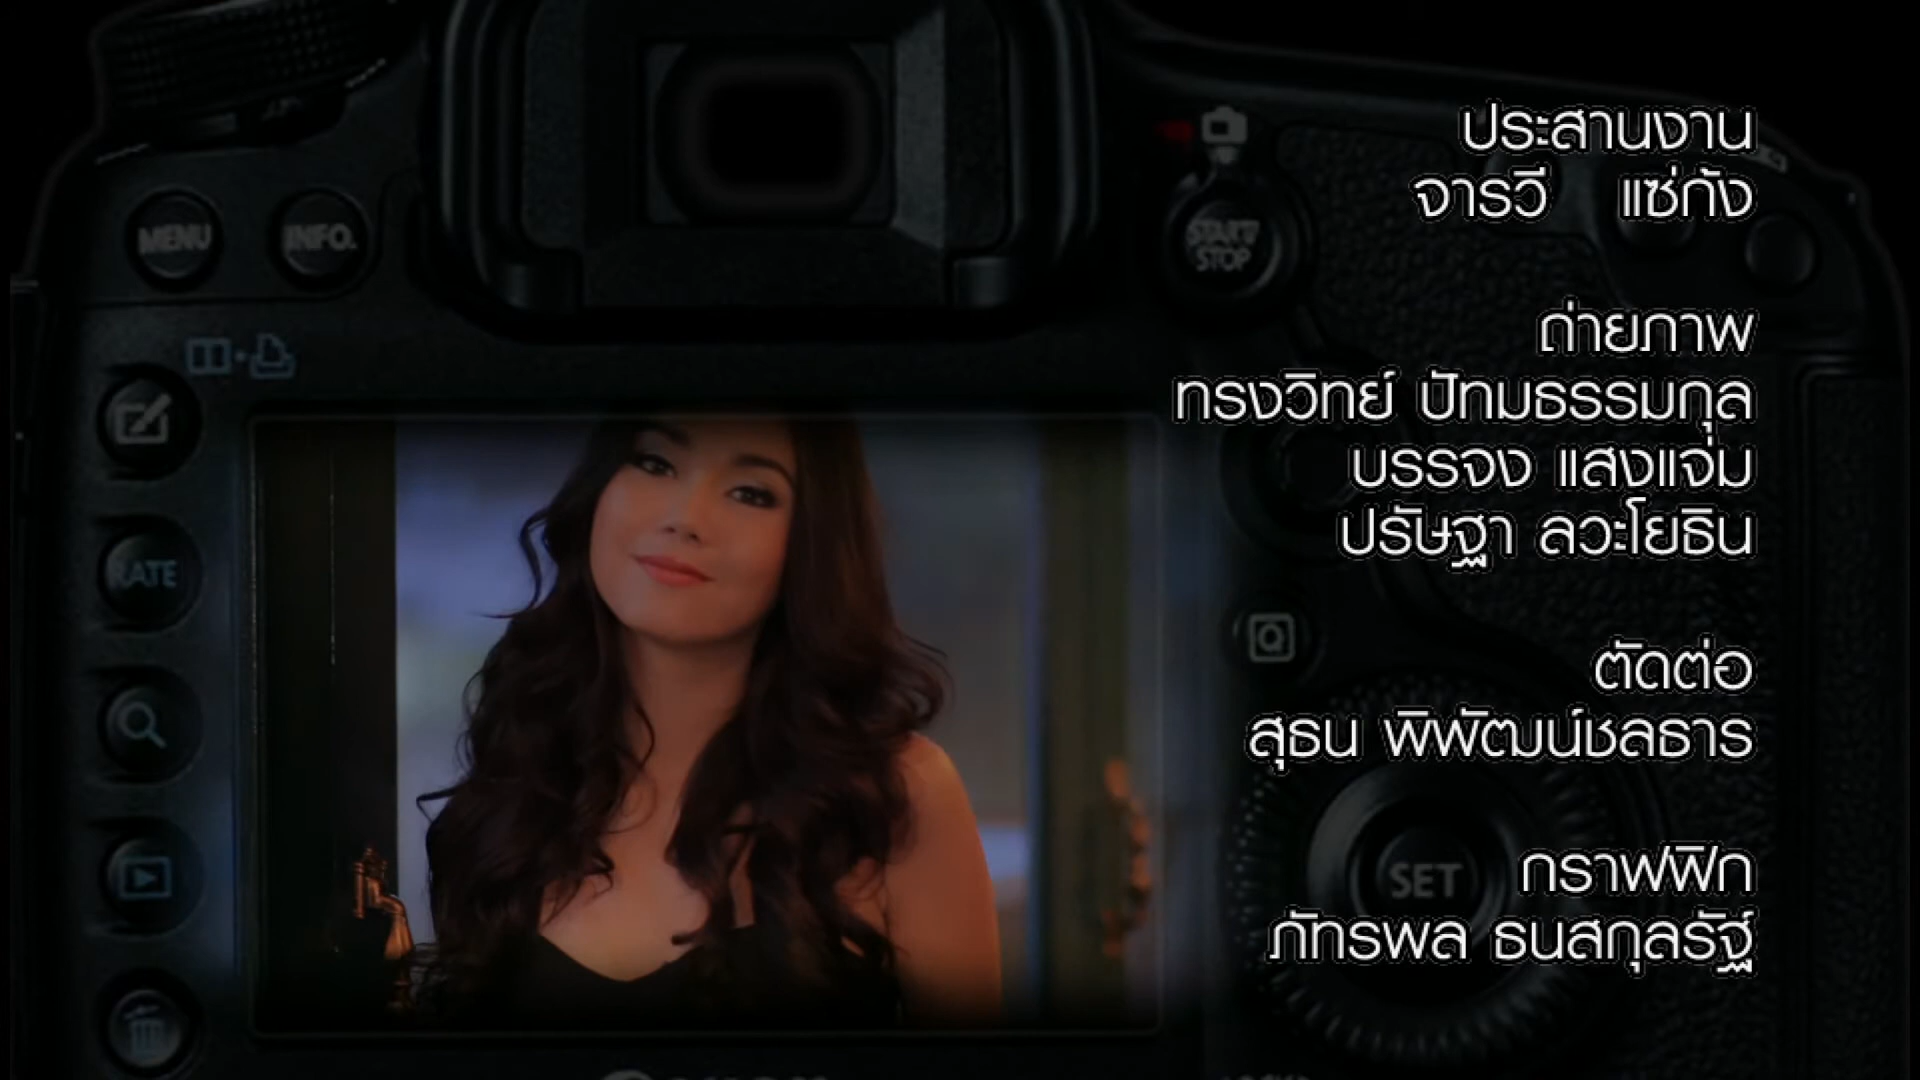 ประสานงาน
จารวี แซ่ก้ง
ถ่ายภาพ
ทรงวิทย์ ปัทมธรรมกุล
บรรจง แสงแจ่ม
ปรัษฐา ลวะโยธิน
ตัดต่อ
สุธน พิพัฒน์ชลธาร
กราฟฟิก
ภัทรพล ธนสกุลรัฐ์
MENU
INFO.
START/
STOP
RATE
Q
SET